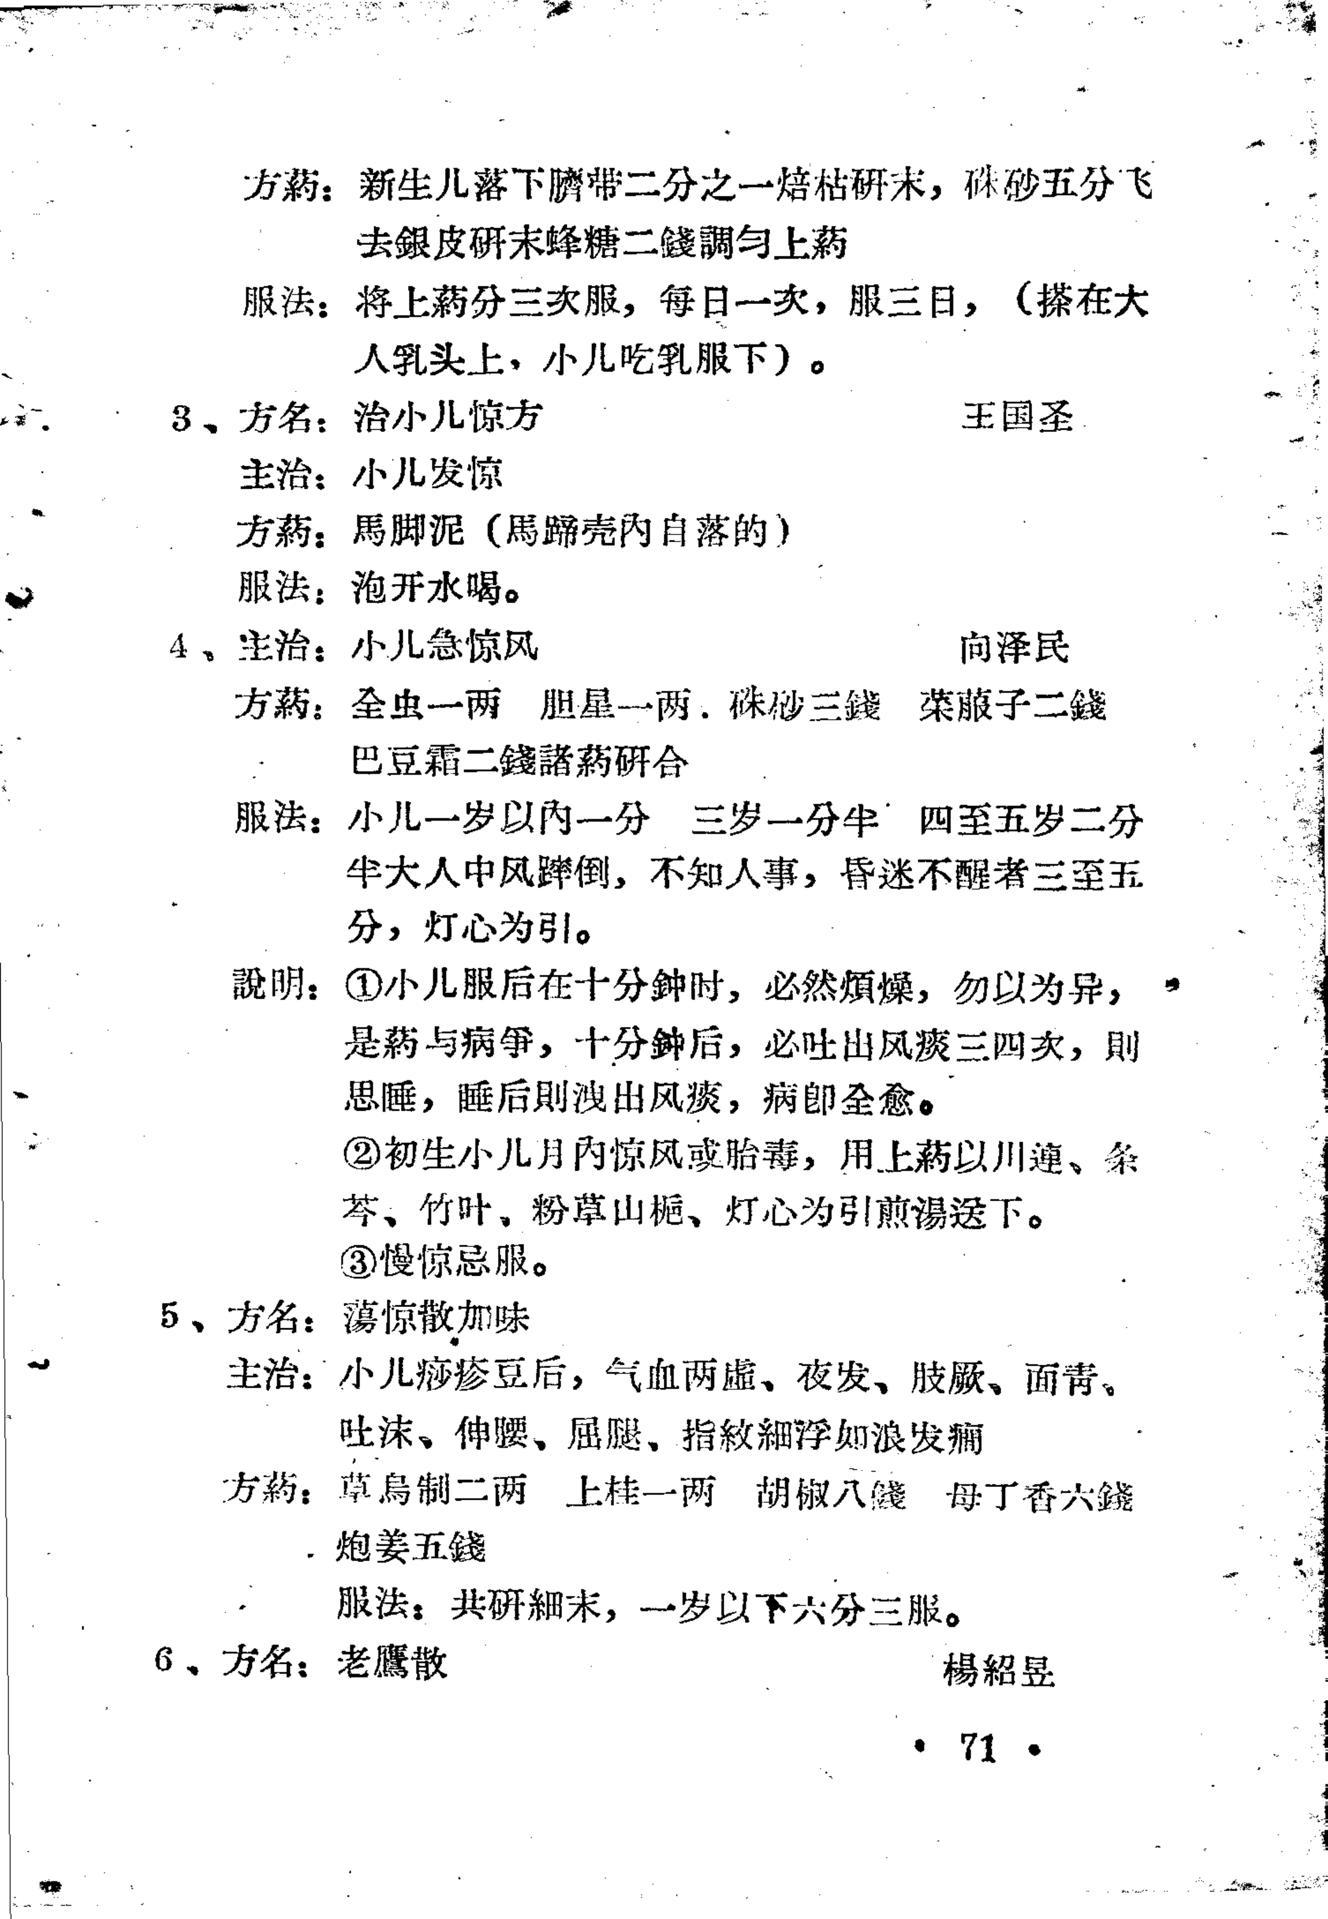 方葯：新生儿落下臍带二分之一焙枯研末，硃砂五分飞
去銀皮研末蜂糖二錢調匀上葯
服法：将上葯分三次服，每日一次，服三日，（搽在大
人乳头上，小儿吃乳服下）。
3、方名：治小儿惊方 王国圣
主治：小儿发惊
方葯：馬脚泥（馬蹄壳內自落的）
服法：泡开水喝。
4、主治：小儿急惊风 向泽民
方葯：全虫一两 胆星一两．硃砂三錢 菜菔子二錢
巴豆霜二錢諸葯研合
服法：小儿一岁以內一分 三岁一分半 四至五岁二分
半大人中风踤倒，不知人事，昏迷不醒者三至五
分，灯心为引。
說明：①小儿服后在十分鈡时，必然煩燥，勿以为异，
是葯与病爭，十分鈡后，必吐出风痰三四次，則
思睡，睡后則洩出风痰，病卽全愈。
②初生小儿月內惊风或胎毒，用上葯以川連、条
芩、竹叶、粉草山梔、灯心为引煎湯送下。
③慢惊忌服。
5、方名：蕩惊散加味
主治：小儿痧疹豆后，气血两虛、夜发、肢厥、面青。
吐沫、伸腰、屈腿、指紋細浮如浪发痫
方葯：草烏制二两 上桂一两 胡椒八錢 母丁香六錢
炮姜五錢
服法：共研細末，一岁以下六分三服。
6、方名：老鷹散 楊紹昱
• 71 •